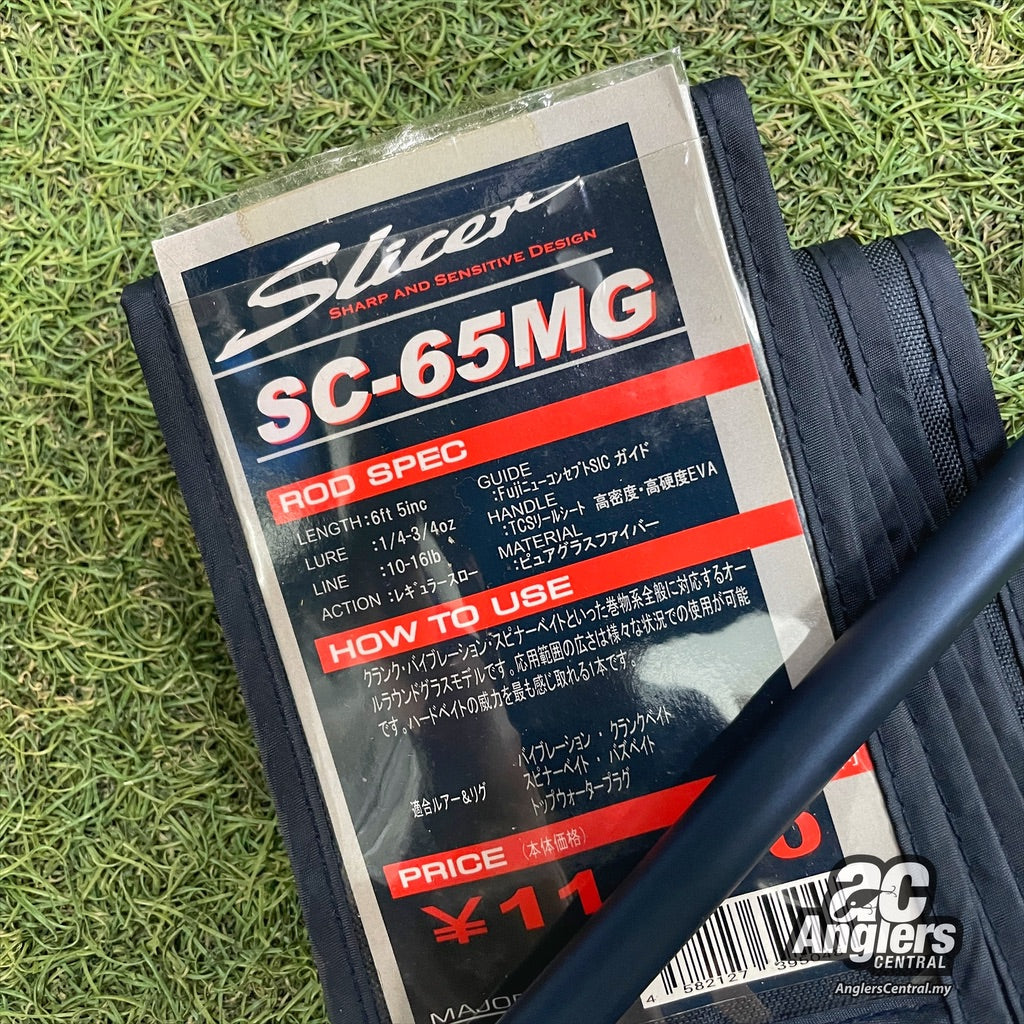 Slicer
SHARP AND SENSITIVE DESIGN
SC-65MG
ROD SPEC
LENGTH :6ft 5inc
LURE :1/4-3/4oz
LINE :10-16lb
ACTION :レギュラースロー
GUIDE
:FujiニューコンセプトSIC ガイド
HANDLE
:TCSリールシート 高密度・高硬度EVA
MATERIAL
:ピュアグラスファイバー
HOW TO USE
クランク・バイブレーション・スピナーベイトといった巻物系全般に対応するオー
ルラウンドグラスモデルです。応用範囲の広さは様々な状況での使用が可能
です。ハードベイトの威力を最も感じ取れる1本です。
適合ルアー&リグ
バイブレーション ・ クランクベイト
スピナーベイト ・ バズベイト
トップウォータープラグ
PRICE (本体価格)
¥11
4 582127
ac
Anglers
CENTRAL
AnglersCentral.my